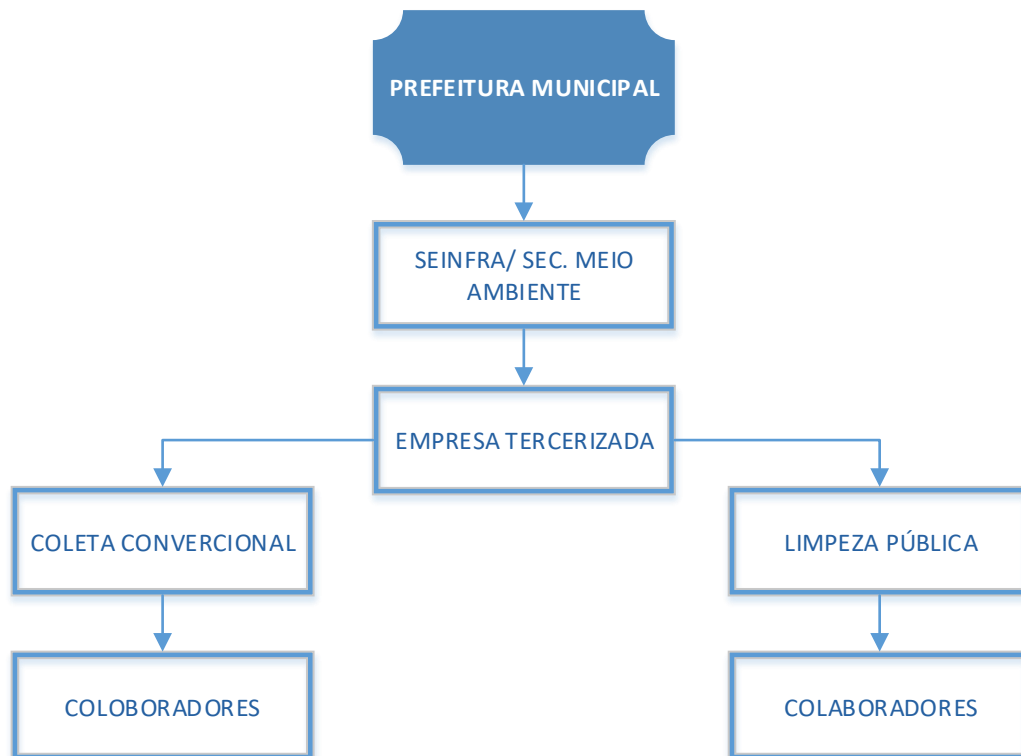 PREFEITURA MUNICIPAL
SEINFRA/ SEC. MEIO
AMBIENTE
EMPRESA TERCERIZADA
COLETA CONVERCIONAL
LIMPEZA PÚBLICA
COLOBORADORES
COLABORADORES